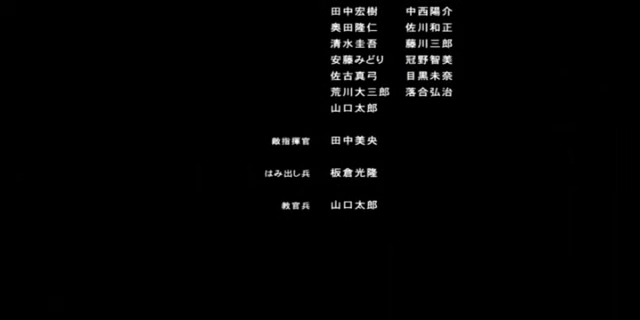 田中宏樹 中西陽介
奥田隆仁 佐川和正
清水圭吾 藤川三郎
安藤みどり 冠野智美
佐古真弓 目黒未奈
荒川大三郎 落合弘治
山口太郎
敵指揮官 田中美央
はみ出し兵 板倉光隆
教官兵 山口太郎